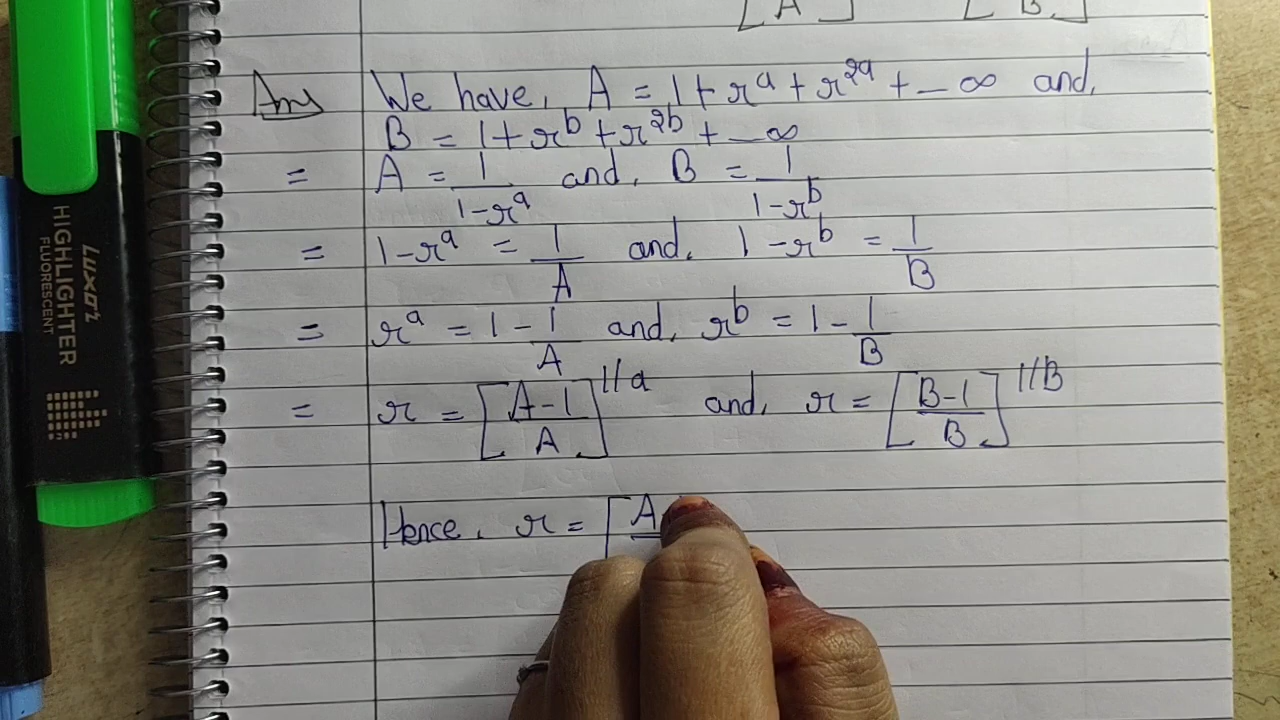 [A] [B]
Ans We have, A = 1 + r^a + r^2a + - ∞ and,
B = 1 + r^b + r^2b + - ∞
= A = 1/1-r^a and, B = 1/1-r^b
= 1-r^a = 1/A and, 1-r^b = 1/B
= r^a = 1 - 1/A and, r^b = 1 - 1/B
= r = [A-1/A]^1/a and, r = [B-1/B]^1/B
Hence, r = [A
Luxor
HIGHLIGHTER
FLUORESCENT